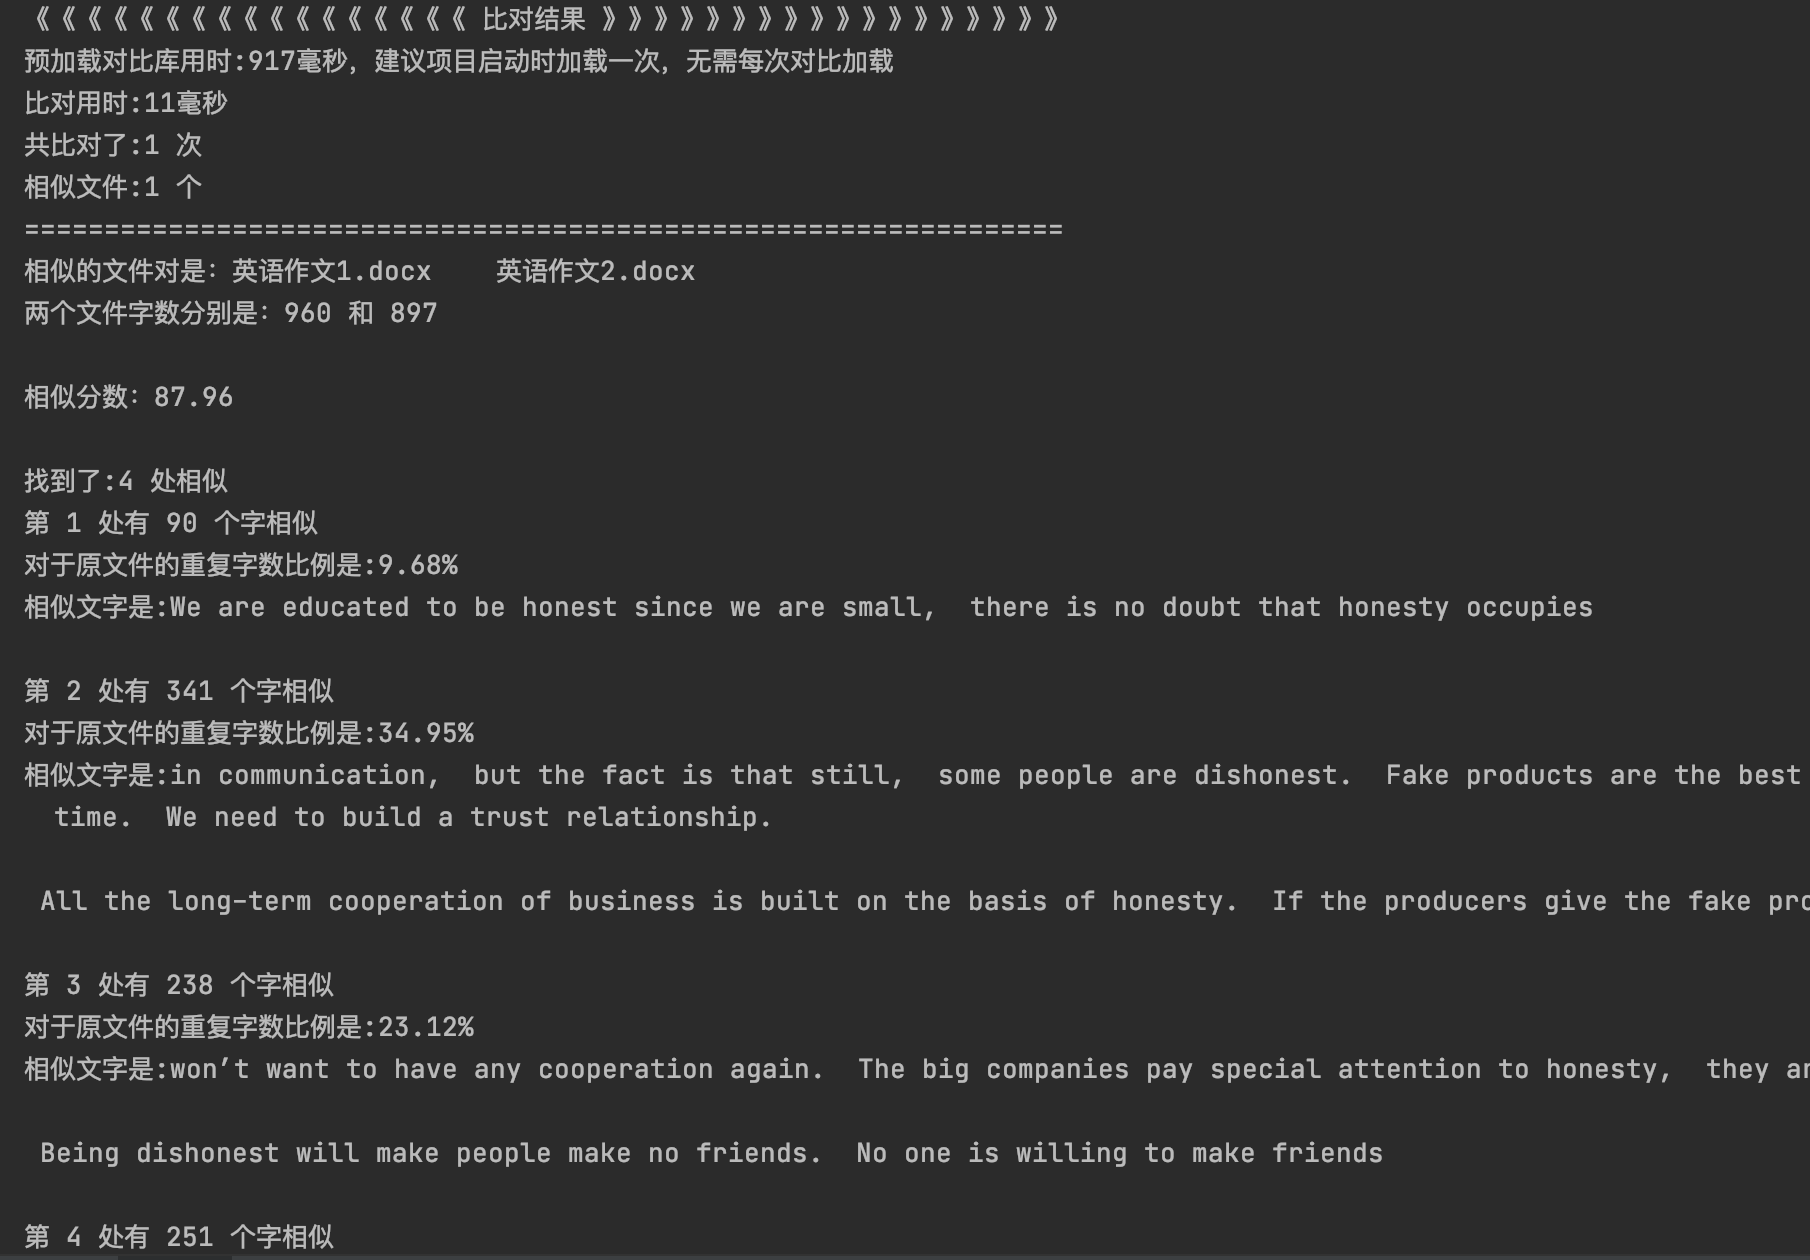 《《《《《《《《《《《《《《《《《 比对结果 》》》》》》》》》》》》》》》》》》
预加载对比库用时:917毫秒，建议项目启动时加载一次，无需每次对比加载
比对用时:11毫秒
共比对了:1 次
相似文件:1 个
=================================================================
相似的文件对是：英语作文1.docx    英语作文2.docx
两个文件字数分别是：960 和 897
相似分数：87.96
找到了:4 处相似
第 1 处有 90 个字相似
对于原文件的重复字数比例是:9.68%
相似文字是:We are educated to be honest since we are small,  there is no doubt that honesty occupies
第 2 处有 341 个字相似
对于原文件的重复字数比例是:34.95%
相似文字是:in communication,  but the fact is that still,  some people are dishonest.  Fake products are the best
time.  We need to build a trust relationship.
All the long-term cooperation of business is built on the basis of honesty.  If the producers give the fake
第 3 处有 238 个字相似
对于原文件的重复字数比例是:23.12%
相似文字是:won’t want to have any cooperation again.  The big companies pay special attention to honesty,  they
Being dishonest will make people make no friends.  No one is willing to make friends
第 4 处有 251 个字相似